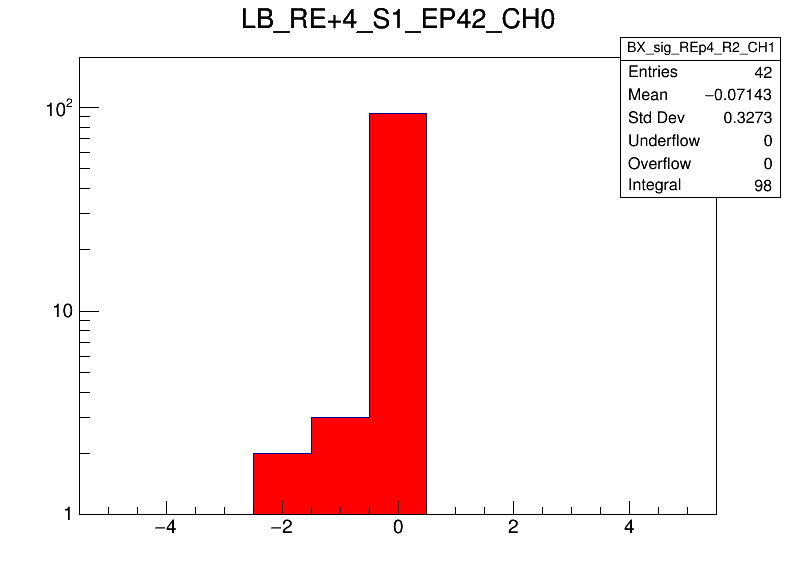 LB_RE+4_S1_EP42_CH0
BX_sig_REp4_R2_CH1
Entries 42
Mean −0.07143
Std Dev 0.3273
Underflow 0
Overflow 0
Integral 98
10²
10
1
−4 −2 0 2 4